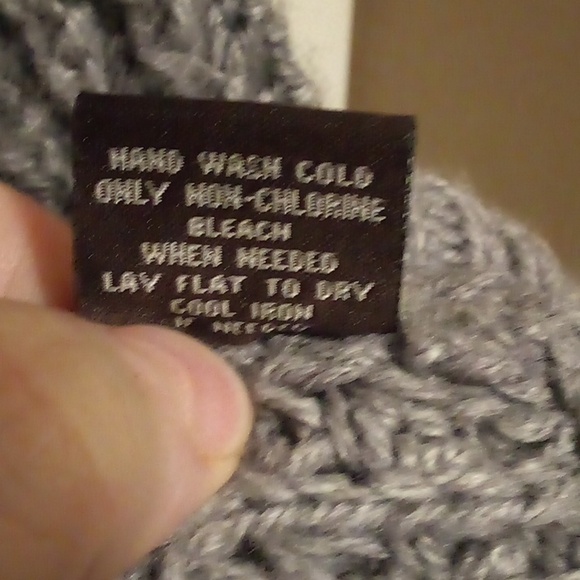 HAND WASH COLD
ONLY NON-CHLORINE
BLEACH
WHEN NEEDED
LAY FLAT TO DRY
COOL IRON